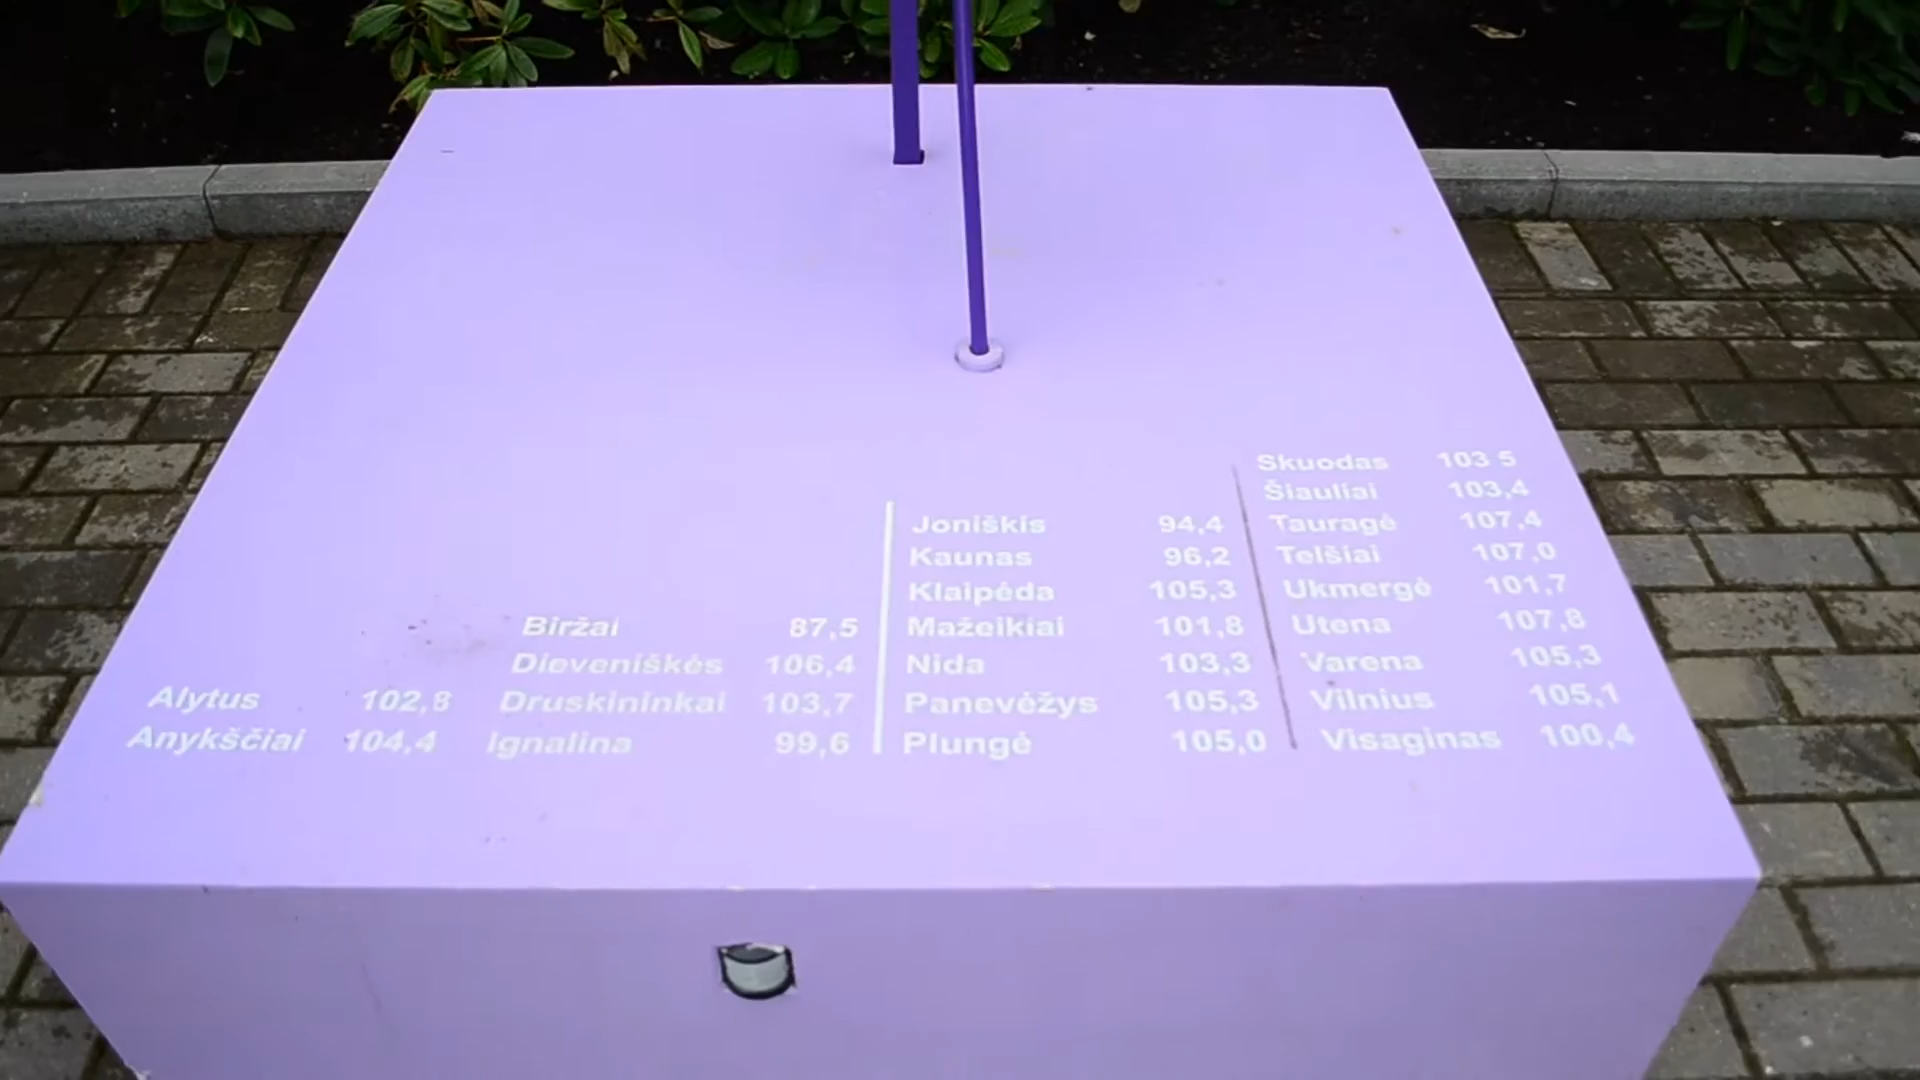 Alytus 102,8
Anykščiai 104,4
Biržai 87,5
Dieveniškės 106,4
Druskininkai 103,7
Ignalina 99,6
Joniškis 94,4
Kaunas 96,2
Klaipėda 105,3
Mažeikiai 101,8
Nida 103,3
Panevėžys 105,3
Plungė 105,0
Skuodas 103 5
Šiauliai 103,4
Tauragė 107,4
Telšiai 107,0
Ukmergė 101,7
Utena 107,8
Varena 105,3
Vilnius 105,1
Visaginas 100,4